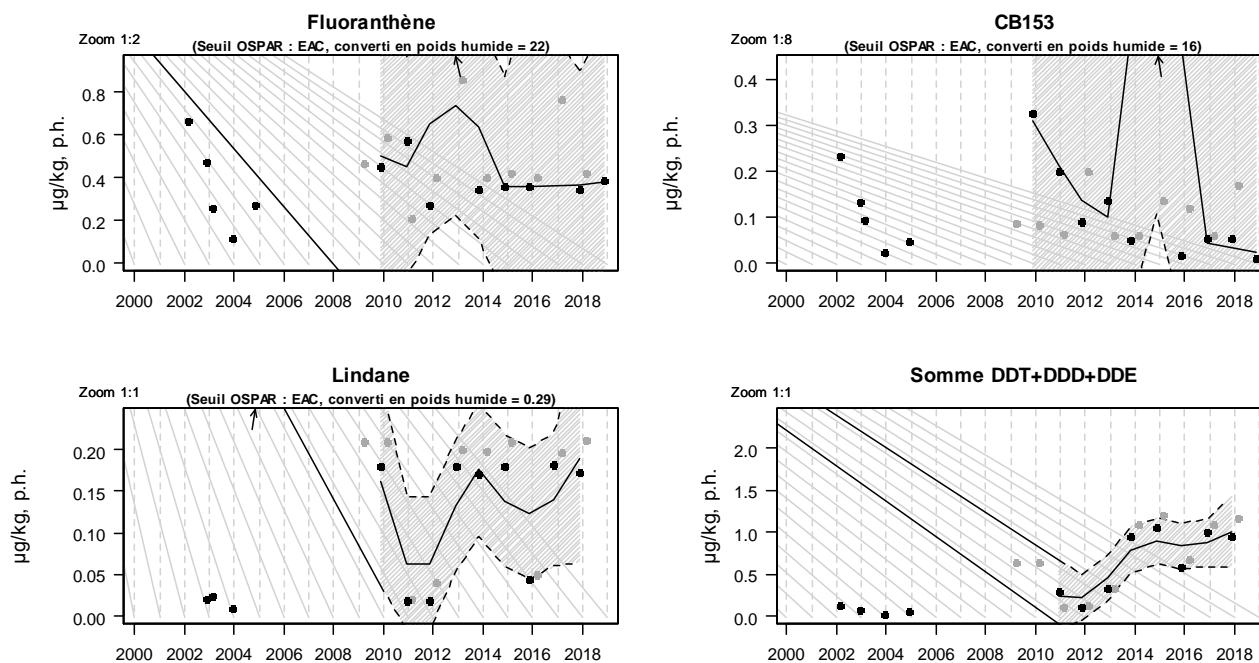 Fluoranthène
Zoom 1:2
(Seuil OSPAR : EAC, converti en poids humide = 22)
µg/kg, p.h.
0.8
0.6
0.4
0.2
0.0
2000 2002 2004 2006 2008 2010 2012 2014 2016 2018
CB153
Zoom 1:8
(Seuil OSPAR : EAC, converti en poids humide = 16)
µg/kg, p.h.
0.4
0.3
0.2
0.1
0.0
2000 2002 2004 2006 2008 2010 2012 2014 2016 2018
Lindane
Zoom 1:1
(Seuil OSPAR : EAC, converti en poids humide = 0.29)
µg/kg, p.h.
0.20
0.15
0.10
0.05
0.00
2000 2002 2004 2006 2008 2010 2012 2014 2016 2018
Somme DDT+DDD+DDE
Zoom 1:1
µg/kg, p.h.
2.0
1.5
1.0
0.5
0.0
2000 2002 2004 2006 2008 2010 2012 2014 2016 2018